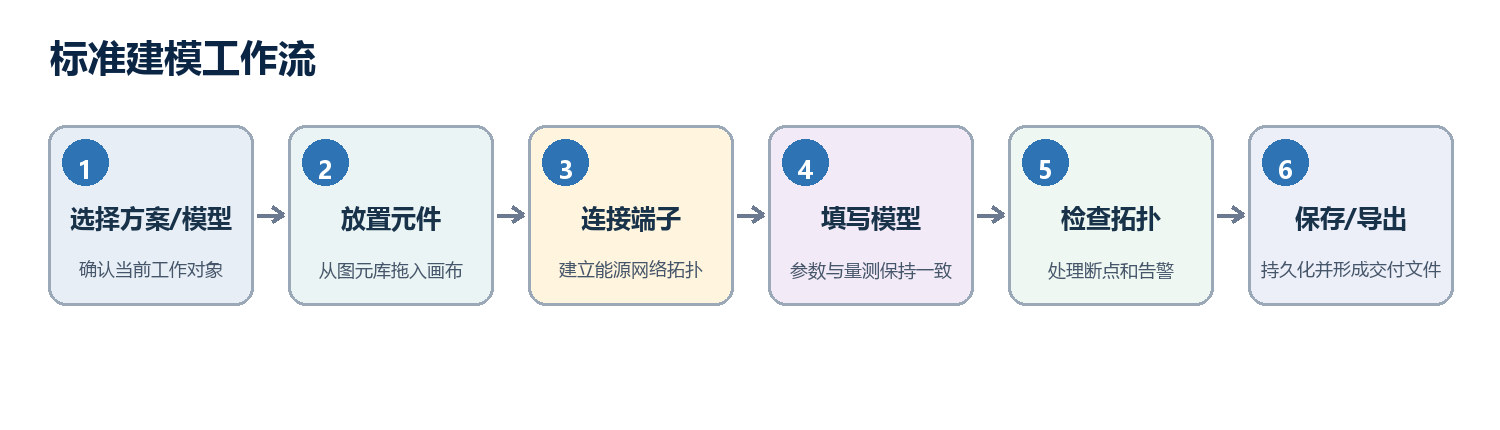 标准建模工作流
1
选择方案/模型
确认当前工作对象
2
放置元件
从图元库拖入画布
3
连接端子
建立能源网络拓扑
4
填写模型
参数与量测保持一致
5
检查拓扑
处理断点和告警
6
保存/导出
持久化并形成交付文件